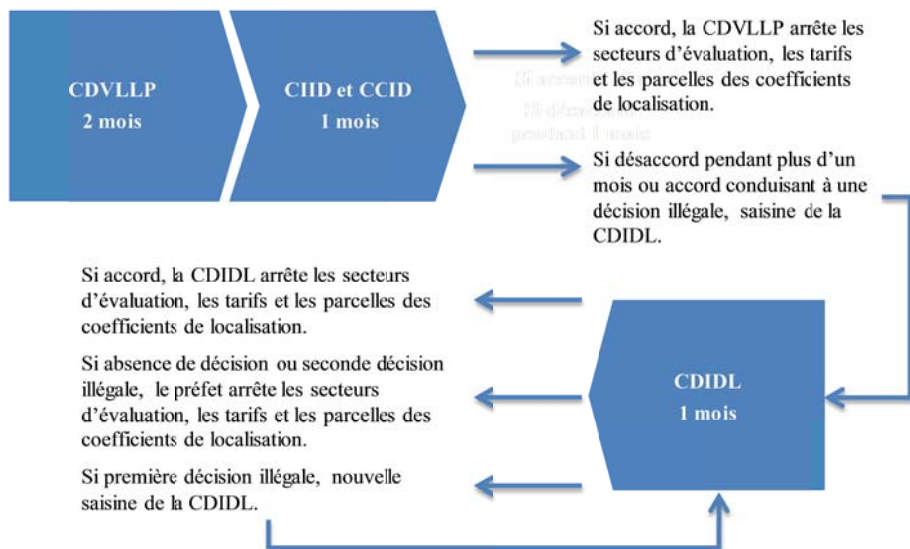 CDVLLP
2 mois
CIID et CCID
1 mois
Si accord, la CDVLLP arrête les
secteurs d’évaluation, les tarifs
et les parcelles des coefficients
de localisation.
Si désaccord pendant plus d’un
mois ou accord conduisant à une
décision illégale, saisine de la
CDIDL.
Si accord, la CDIDL arrête les secteurs
d’évaluation, les tarifs et les parcelles des
coefficients de localisation.
Si absence de décision ou seconde décision
illégale, le préfet arrête les secteurs
d’évaluation, les tarifs et les parcelles des
coefficients de localisation.
Si première décision illégale, nouvelle
saisine de la CDIDL.
CDIDL
1 mois